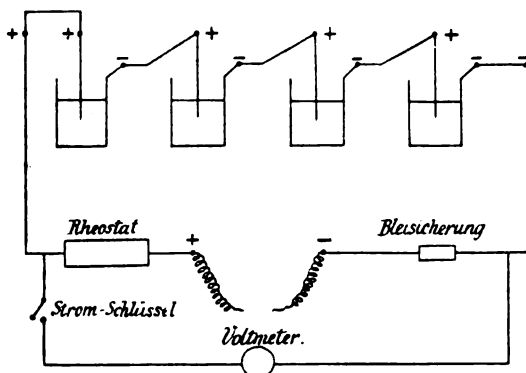 + + - + - + - + - -
Rheostat
+ -
Bleisicherung
Strom-Schlüssel
Voltmeter.